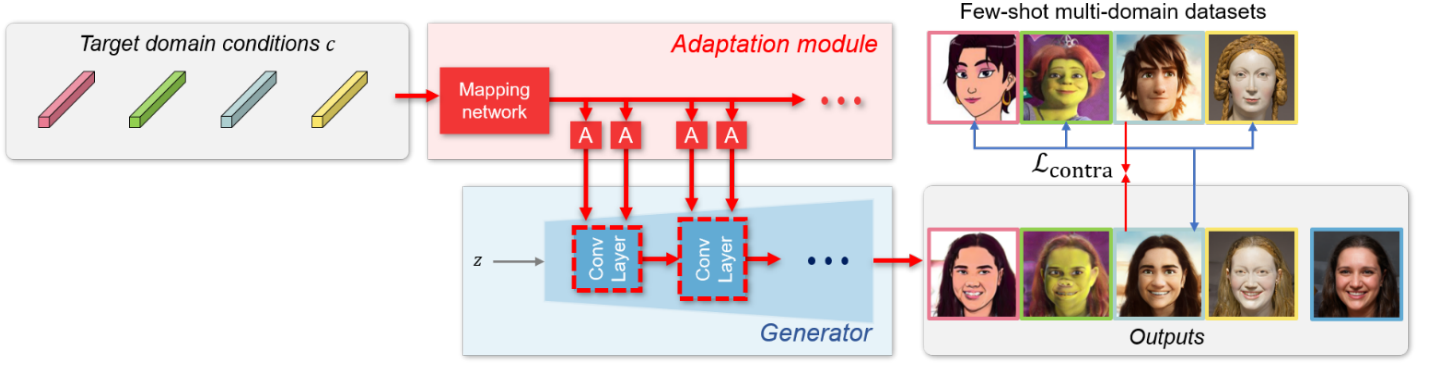 Few-shot multi-domain datasets
Target domain conditions c
Adaptation module
Mapping
network
• • •
A A A A
ℒcontra
z
Conv
Layer
Conv
Layer
• • •
Generator
Outputs